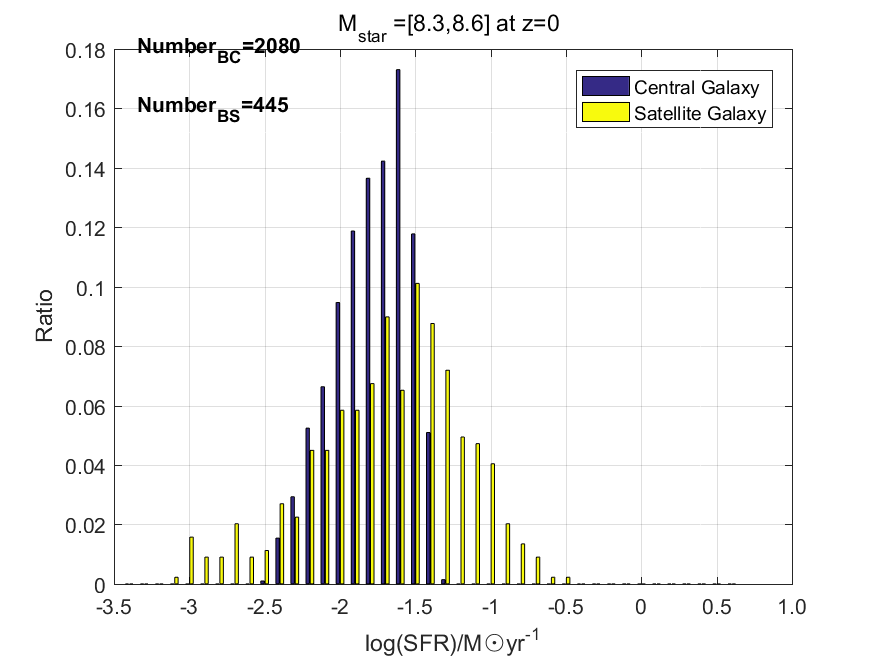 M_star =[8.3,8.6] at z=0
Number_BC=2080
Number_BS=445
Central Galaxy
Satellite Galaxy
0.18
0.16
0.14
0.12
0.1
0.08
0.06
0.04
0.02
0
Ratio
-3.5 -3 -2.5 -2 -1.5 -1 -0.5 0 0.5 1.0
log(SFR)/M☉yr^-1